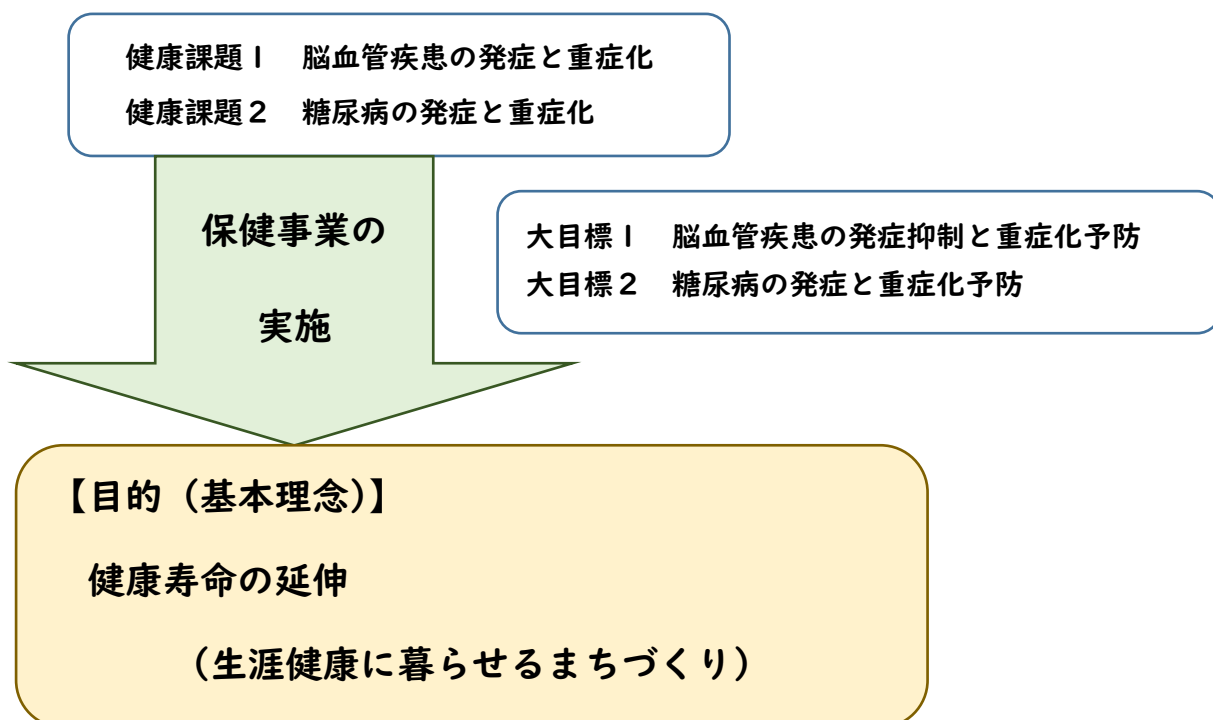 健康課題１　脳血管疾患の発症と重症化
健康課題２　糖尿病の発症と重症化
保健事業の
実施
大目標１　脳血管疾患の発症抑制と重症化予防
大目標２　糖尿病の発症と重症化予防
【目的（基本理念）】
健康寿命の延伸
（生涯健康に暮らせるまちづくり）